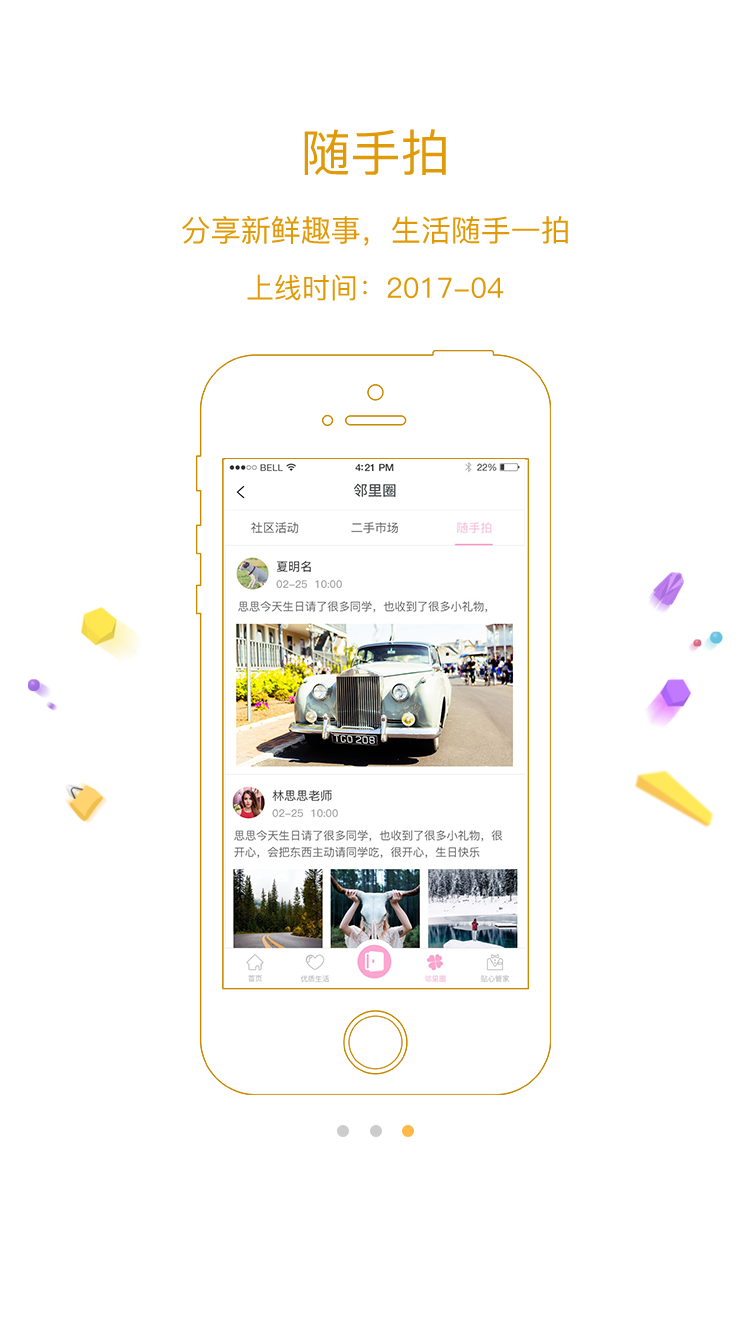 随手拍
分享新鲜趣事，生活随手一拍
上线时间：2017-04
BELL 4:21 PM 22%
邻里圈
社区活动 二手市场 随手拍
夏明名
02-25 10:00
思思今天生日请了很多同学，也收到了很多小礼物，
TGO 208
林思思老师
02-25 10:00
思思今天生日请了很多同学，也收到了很多小礼物，很
开心，会把东西主动请同学吃，很开心，生日快乐
首页 优质生活 邻里圈 贴心管家